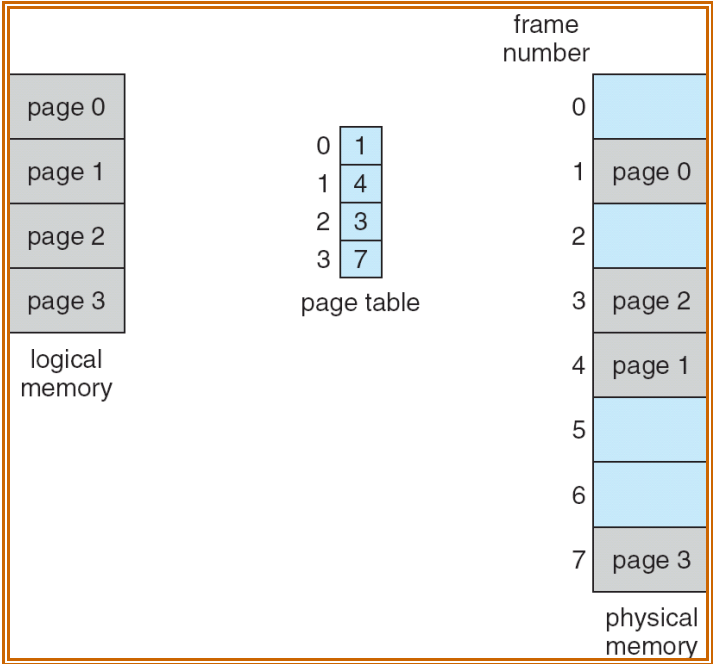 page 0
page 1
page 2
page 3
logical
memory
0 1
1 4
2 3
3 7
page table
frame
number
0
1 page 0
2
3 page 2
4 page 1
5
6
7 page 3
physical
memory